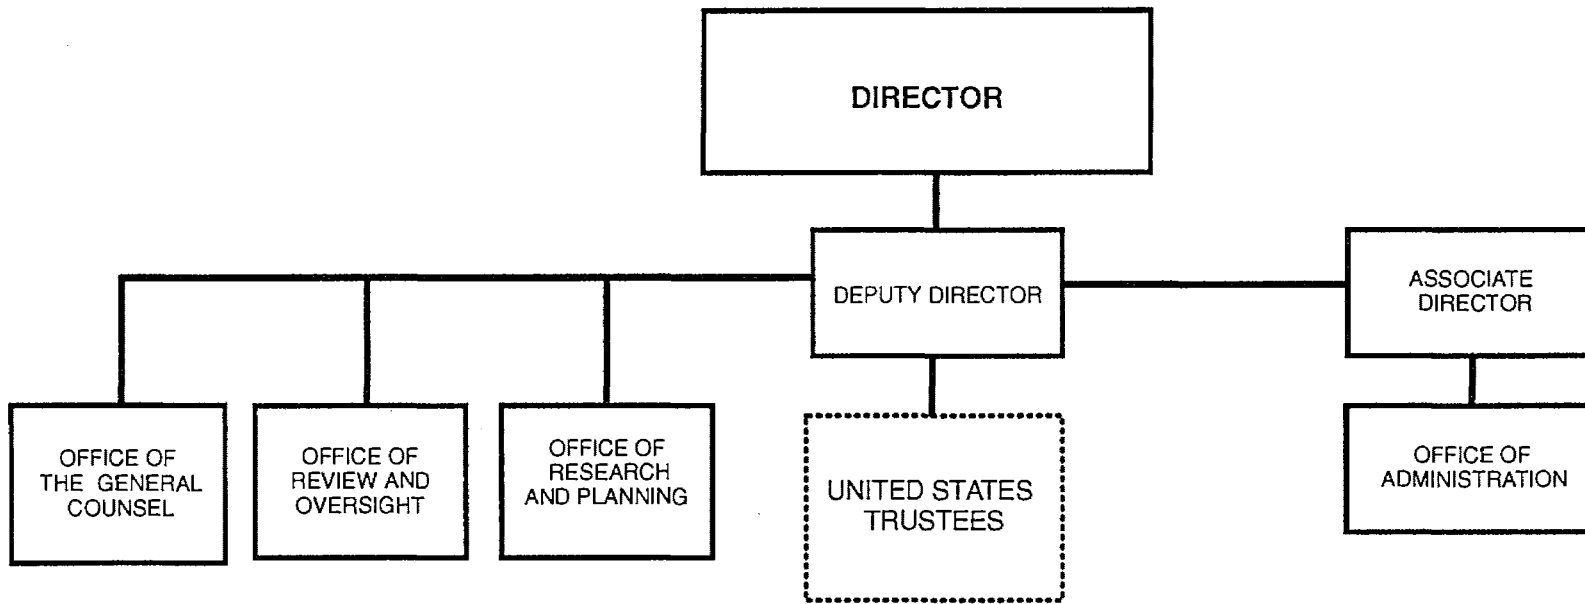 DIRECTOR
DEPUTY DIRECTOR
ASSOCIATE
DIRECTOR
OFFICE OF
THE GENERAL
COUNSEL
OFFICE OF
REVIEW AND
OVERSIGHT
OFFICE OF
RESEARCH
AND PLANNING
UNITED STATES
TRUSTEES
OFFICE OF
ADMINISTRATION